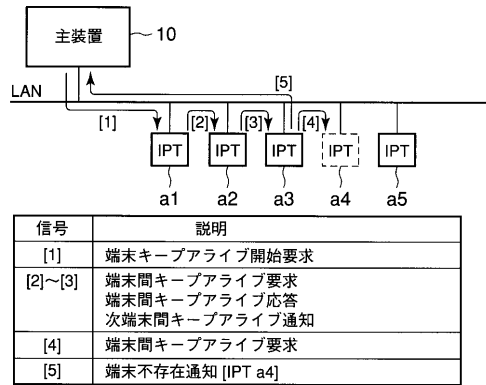 主装置
10
LAN
[5]
[1]
[2]
[3]
[4]
IPT
IPT
IPT
IPT
IPT
a1
a2
a3
a4
a5
信号 説明
[1] 端末キープアライブ開始要求
[2]~[3] 端末間キープアライブ要求
端末間キープアライブ応答
次端末間キープアライブ通知
[4] 端末間キープアライブ要求
[5] 端末不存在通知 [IPT a4]